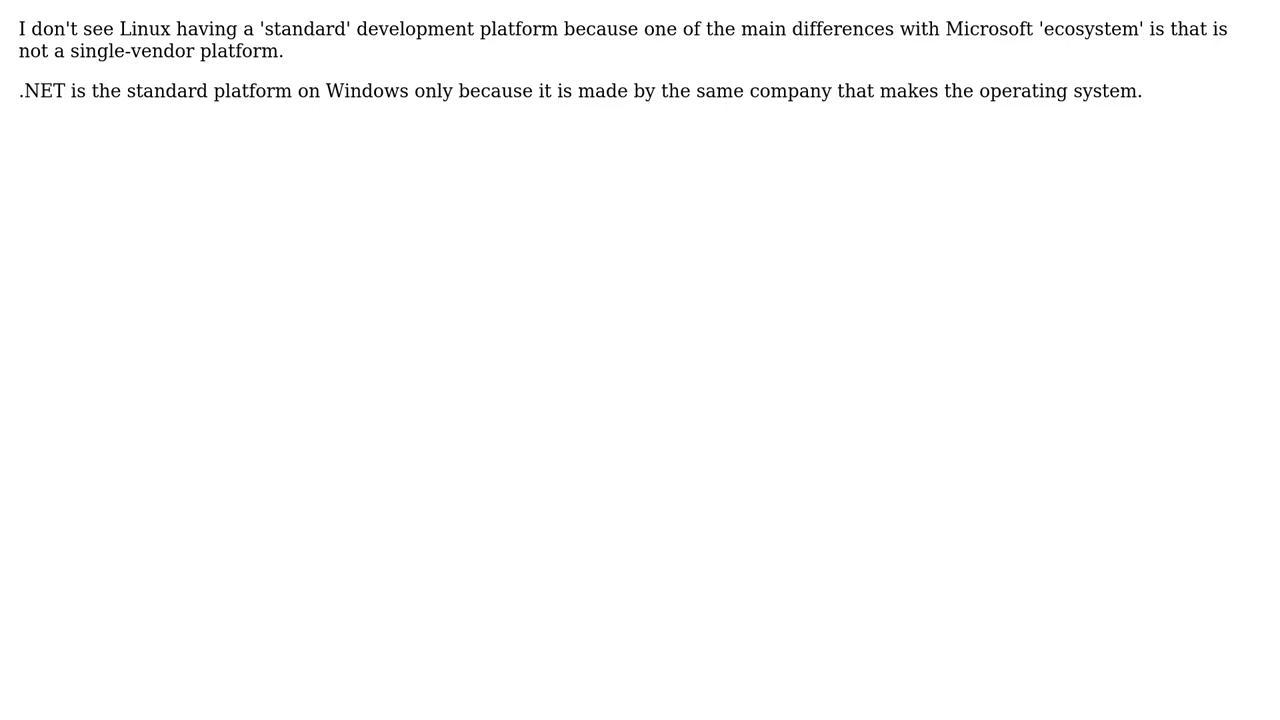 I don't see Linux having a 'standard' development platform because one of the main differences with Microsoft 'ecosystem' is that is
not a single-vendor platform.
.NET is the standard platform on Windows only because it is made by the same company that makes the operating system.